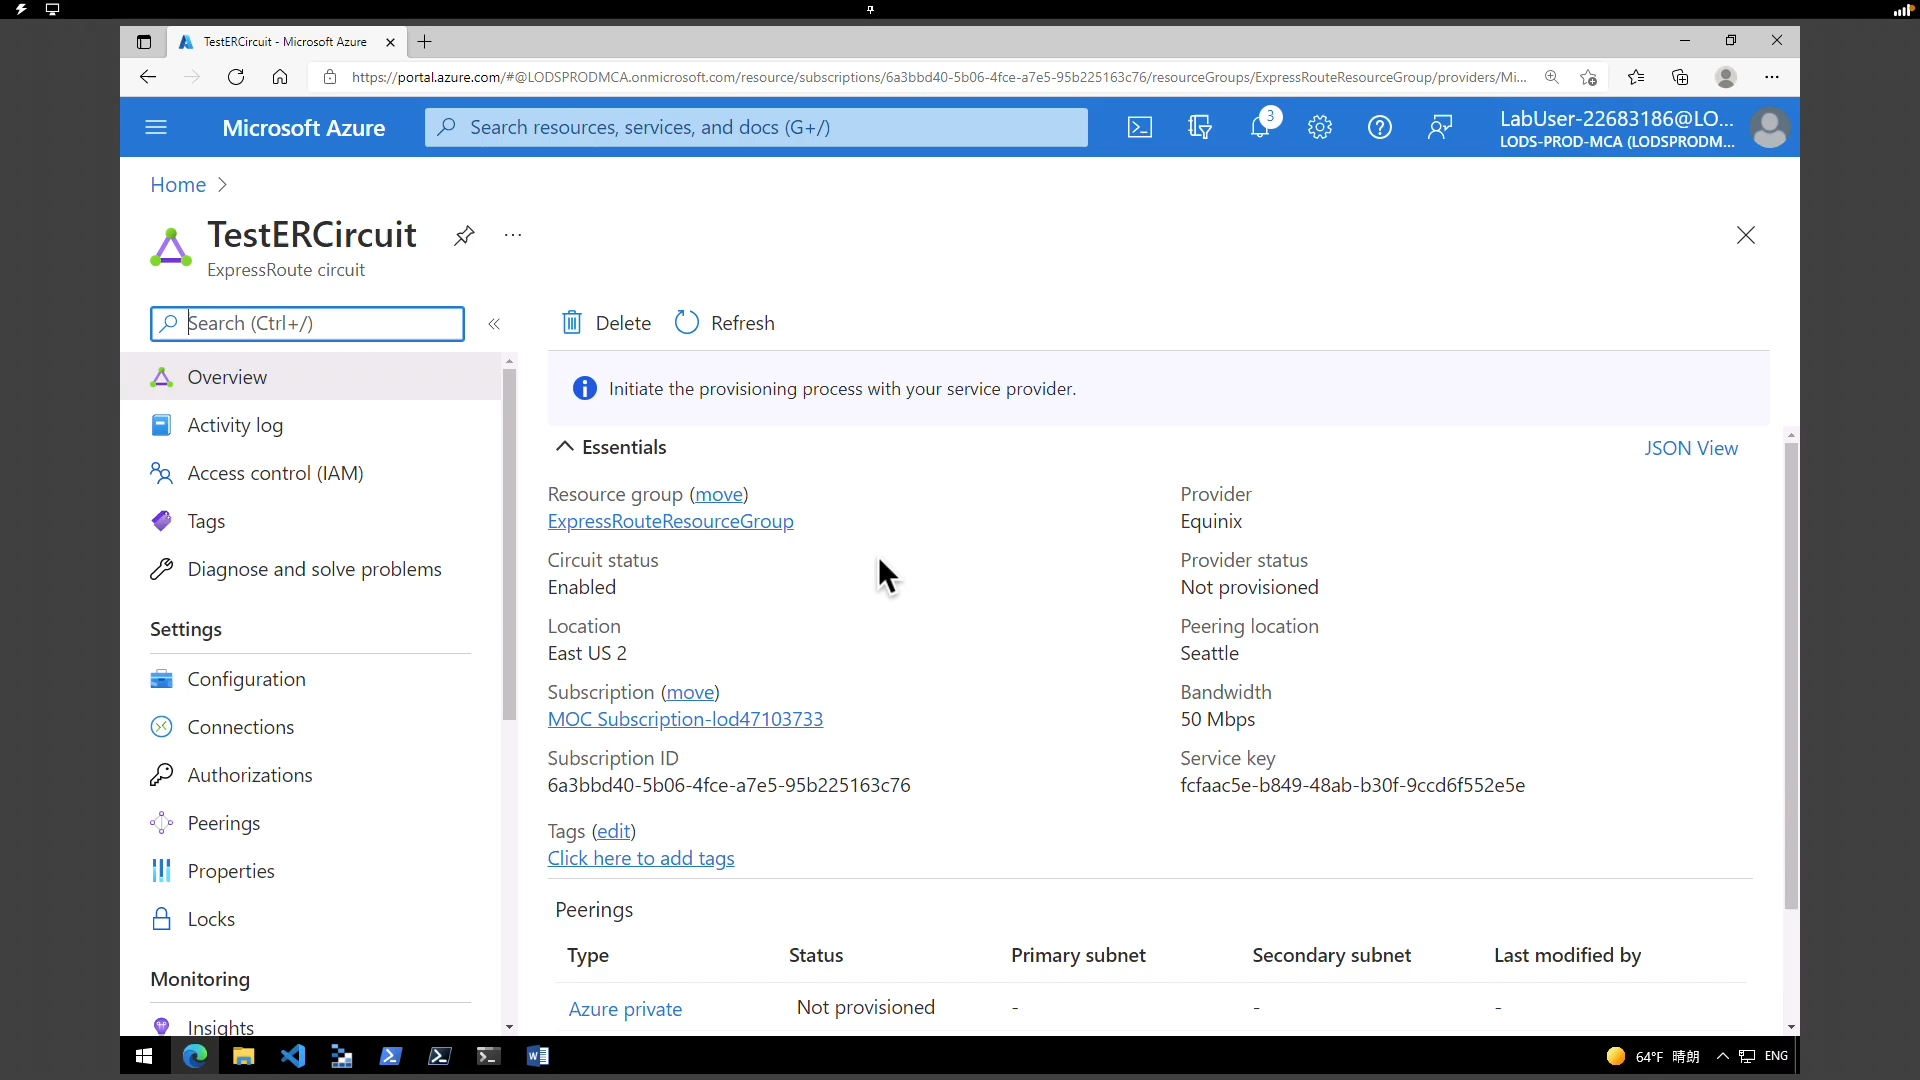 TestERCircuit - Microsoft Azure
https://portal.azure.com/#@LODSPRODMCA.onmicrosoft.com/resource/subscriptions/6a3bbd40-5b06-4fce-a7e5-95b225163c76/resourceGroups/ExpressRouteResourceGroup/providers/Mi...
Microsoft Azure
Search resources, services, and docs (G+/)
3
LabUser-22683186@LO...
LODS-PROD-MCA (LODSPRODM...
Home
TestERCircuit
ExpressRoute circuit
Search (Ctrl+/)
Overview
Activity log
Access control (IAM)
Tags
Diagnose and solve problems
Settings
Configuration
Connections
Authorizations
Peerings
Properties
Locks
Monitoring
Insights
Delete
Refresh
Initiate the provisioning process with your service provider.
Essentials
JSON View
Resource group (move)
ExpressRouteResourceGroup
Circuit status
Enabled
Location
East US 2
Subscription (move)
MOC Subscription-lod47103733
Subscription ID
6a3bbd40-5b06-4fce-a7e5-95b225163c76
Tags (edit)
Click here to add tags
Provider
Equinix
Provider status
Not provisioned
Peering location
Seattle
Bandwidth
50 Mbps
Service key
fcfaac5e-b849-48ab-b30f-9ccd6f552e5e
Peerings
Type Status Primary subnet Secondary subnet Last modified by
Azure private Not provisioned - - -
64°F 晴朗
ENG